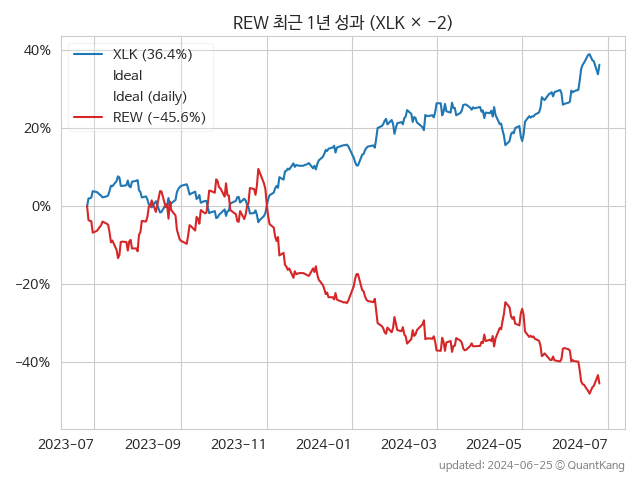 REW 최근 1년 성과 (XLK × −2)
XLK (36.4%)
Ideal
Ideal (daily)
REW (−45.6%)
40%
20%
0%
−20%
−40%
2023-07 2023-09 2023-11 2024-01 2024-03 2024-05 2024-07
updated: 2024-06-25 © QuantKang